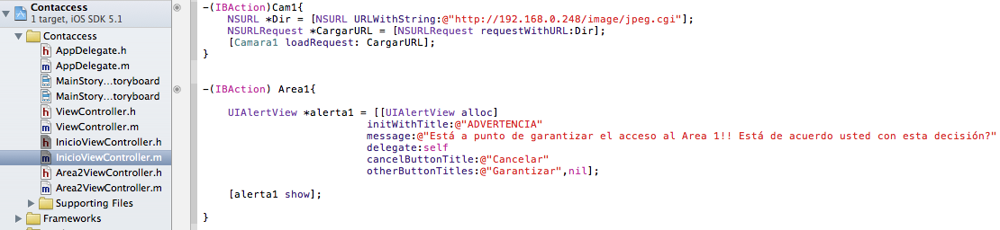 Contaccess
1 target, iOS SDK 5.1
Contaccess
AppDelegate.h
AppDelegate.m
MainStory...toryboard
MainStory...toryboard
ViewController.h
ViewController.m
InicioViewController.h
InicioViewController.m
Area2ViewController.h
Area2ViewController.m
Supporting Files
Frameworks
-(IBAction)Cam1{
NSURL *Dir = [NSURL URLWithString:@"http://192.168.0.248/image/jpeg.cgi"];
NSURLRequest *CargarURL = [NSURLRequest requestWithURL:Dir];
[Camara1 loadRequest: CargarURL];
}
-(IBAction) Area1{
UIAlertView *alerta1 = [[UIAlertView alloc]
initWithTitle:@"ADVERTENCIA"
message:@"Está a punto de garantizar el acceso al Area 1!! Está de acuerdo usted con esta decisión?"
delegate:self
cancelButtonTitle:@"Cancelar"
otherButtonTitles:@"Garantizar",nil];
[alerta1 show];
}